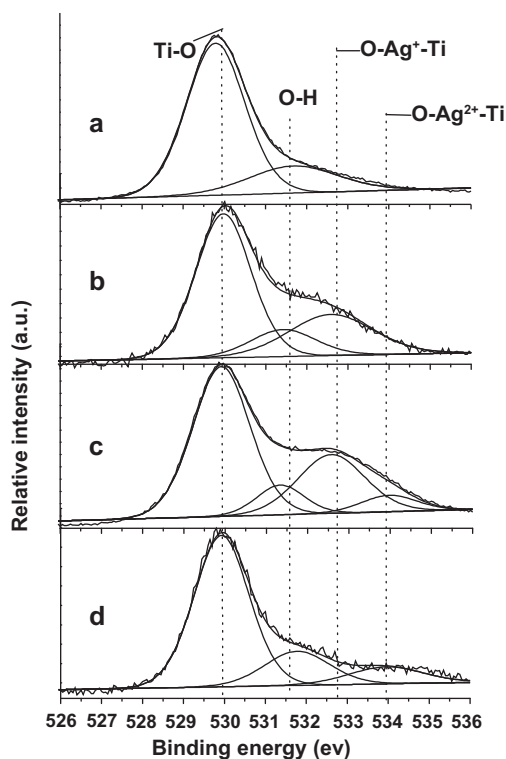 Ti-O
O-Ag⁺-Ti
O-H
O-Ag²⁺-Ti
a
b
c
d
Relative intensity (a.u.)
526 527 528 529 530 531 532 533 534 535 536
Binding energy (ev)